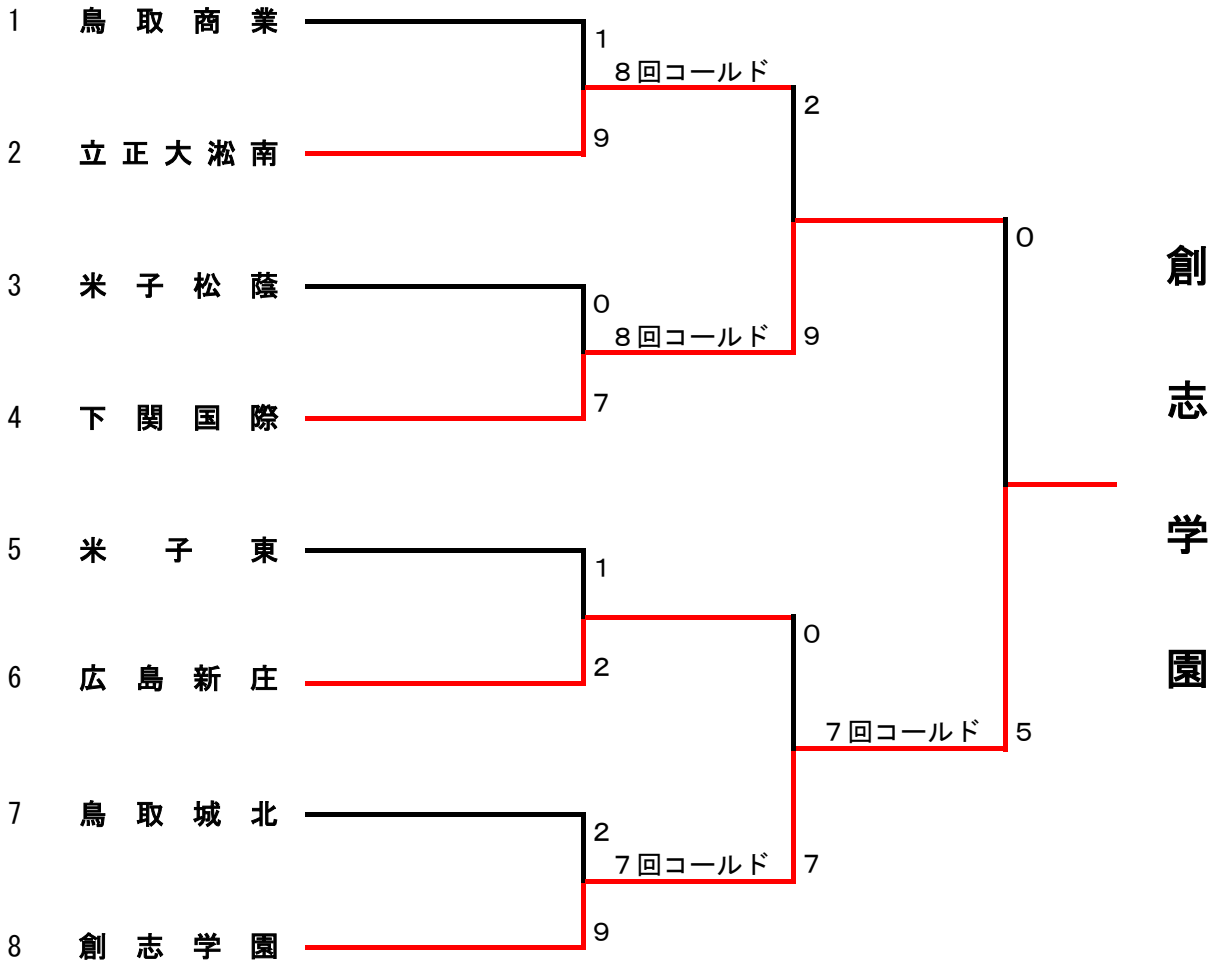 1 鳥取商業
1
8回コールド
2
9
2 立正大淞南
0
3 米子松蔭
0
8回コールド
9
7
4 下関国際
創志学園
5 米子東
1
0
2
6 広島新庄
7回コールド
5
7 鳥取城北
2
7回コールド
7
9
8 創志学園